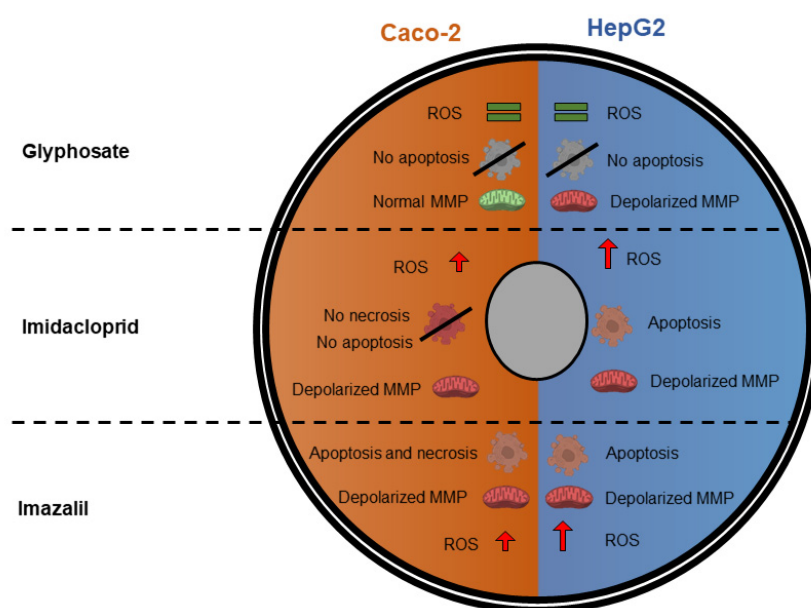 Caco-2
HepG2
Glyphosate
ROS
ROS
No apoptosis
No apoptosis
Normal MMP
Depolarized MMP
Imidacloprid
ROS
ROS
No necrosis
No apoptosis
Apoptosis
Depolarized MMP
Depolarized MMP
Imazalil
Apoptosis and necrosis
Apoptosis
Depolarized MMP
Depolarized MMP
ROS
ROS